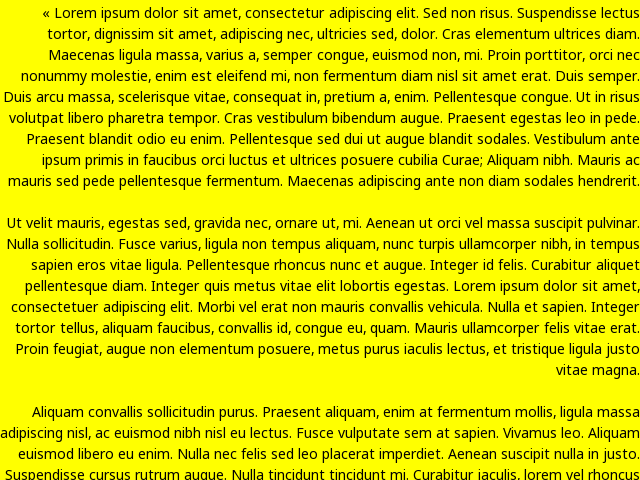 « Lorem ipsum dolor sit amet, consectetur adipiscing elit. Sed non risus. Suspendisse lectus
tortor, dignissim sit amet, adipiscing nec, ultricies sed, dolor. Cras elementum ultrices diam.
Maecenas ligula massa, varius a, semper congue, euismod non, mi. Proin porttitor, orci nec
nonummy molestie, enim est eleifend mi, non fermentum diam nisl sit amet erat. Duis semper.
Duis arcu massa, scelerisque vitae, consequat in, pretium a, enim. Pellentesque congue. Ut in risus
volutpat libero pharetra tempor. Cras vestibulum bibendum augue. Praesent egestas leo in pede.
Praesent blandit odio eu enim. Pellentesque sed dui ut augue blandit sodales. Vestibulum ante
ipsum primis in faucibus orci luctus et ultrices posuere cubilia Curae; Aliquam nibh. Mauris ac
mauris sed pede pellentesque fermentum. Maecenas adipiscing ante non diam sodales hendrerit.

Ut velit mauris, egestas sed, gravida nec, ornare ut, mi. Aenean ut orci vel massa suscipit pulvinar.
Nulla sollicitudin. Fusce varius, ligula non tempus aliquam, nunc turpis ullamcorper nibh, in tempus
sapien eros vitae ligula. Pellentesque rhoncus nunc et augue. Integer id felis. Curabitur aliquet
pellentesque diam. Integer quis metus vitae elit lobortis egestas. Lorem ipsum dolor sit amet,
consectetuer adipiscing elit. Morbi vel erat non mauris convallis vehicula. Nulla et sapien. Integer
tortor tellus, aliquam faucibus, convallis id, congue eu, quam. Mauris ullamcorper felis vitae erat.
Proin feugiat, augue non elementum posuere, metus purus iaculis lectus, et tristique ligula justo
vitae magna.

Aliquam convallis sollicitudin purus. Praesent aliquam, enim at fermentum mollis, ligula massa
adipiscing nisl, ac euismod nibh nisl eu lectus. Fusce vulputate sem at sapien. Vivamus leo. Aliquam
euismod libero eu enim. Nulla nec felis sed leo placerat imperdiet. Aenean suscipit nulla in justo.
Suspendisse cursus rutrum augue. Nulla tincidunt tincidunt mi. Curabitur iaculis, lorem vel rhoncus